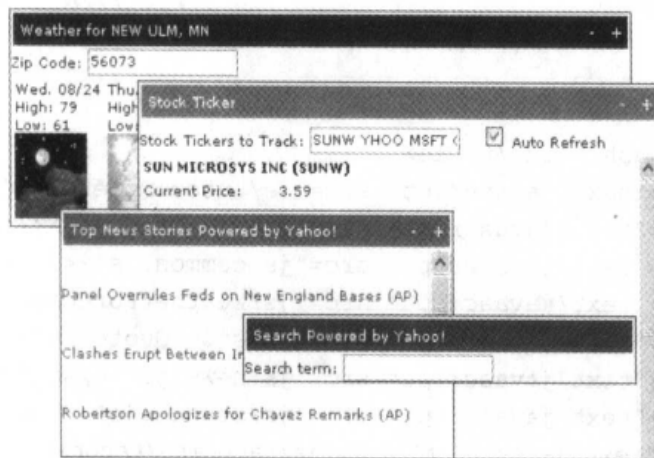 Weather for NEW ULM, MN - +
Zip Code: 56073
Wed. 08/24 Thu.
High: 79 High
Low: 61 Low:
Stock Ticker - +
Stock Tickers to Track: SUNW YHOO MSFT Auto Refresh
SUN MICROSYS INC (SUNW)
Current Price: 3.59
Top News Stories Powered by Yahoo! - +
Panel Overrules Feds on New England Bases (AP)
Clashes Erupt Between
Robertson Apologizes for Chavez Remarks (AP)
Search Powered by Yahoo!
Search term: